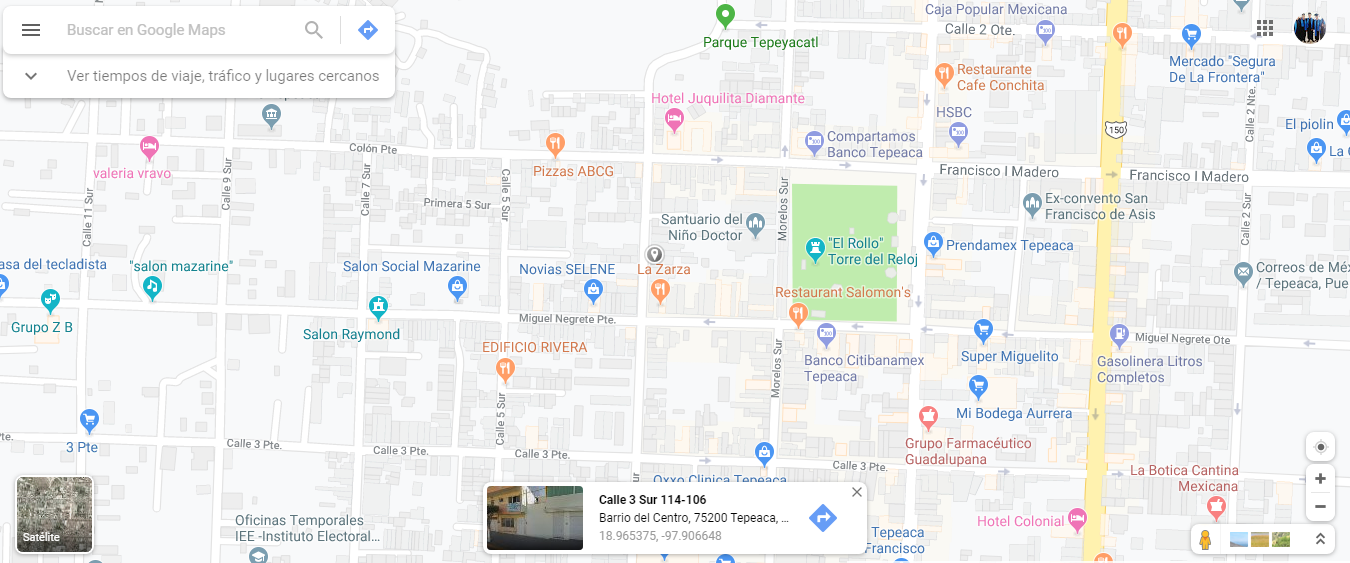 Buscar en Google Maps
Ver tiempos de viaje, tráfico y lugares cercanos
Parque Tepeyacatl
Caja Popular Mexicana
Calle 2 Ote.
Mercado "Segura
De La Frontera"
Restaurante
Cafe Conchita
Hotel Juquilita Diamante
HSBC
150
Calle 2 Nte.
El piolin
La C
Compartamos
Banco Tepeaca
Colón Pte
Pizzas ABCG
valeria vravo
Francisco I Madero
Francisco I Madero
Calle 11 Sur
Calle 9 Sur
Calle 7 Sur
Calle 5 Sur
Primera 5 Sur
Morelos Sur
Calle 2 Sur
Ex-convento San
Francisco de Asis
Santuario del
Niño Doctor
"El Rollo"
Torre del Reloj
Prendamex Tepeaca
asa del tecladista
"salon mazarine"
Salon Social Mazarine
Novias SELENE
La Zarza
Correos de Méx
/ Tepeaca, Pue
Restaurant Salomon's
Grupo Z B
Salon Raymond
Miguel Negrete Pte.
Miguel Negrete Ote
EDIFICIO RIVERA
Banco Citibanamex
Tepeaca
Super Miguelito
Gasolinera Litros
Completos
Morelos Sur
Calle 5 Sur
Mi Bodega Aurrera
3 Pte
te.
Calle 3 Pte.
Calle 3 Pte.
Calle 3 Pte.
Calle 3 Pte.
Grupo Farmacéutico
Guadalupana
Oxxo Clinica Tepeaca
La Botica Cantina
Mexicana
Satélite
Oficinas Temporales
IEE -Instituto Electoral...
Calle 3 Sur 114-106
Barrio del Centro, 75200 Tepeaca, ...
18.965375, -97.906648
Hotel Colonial
Tepeaca
Francisco